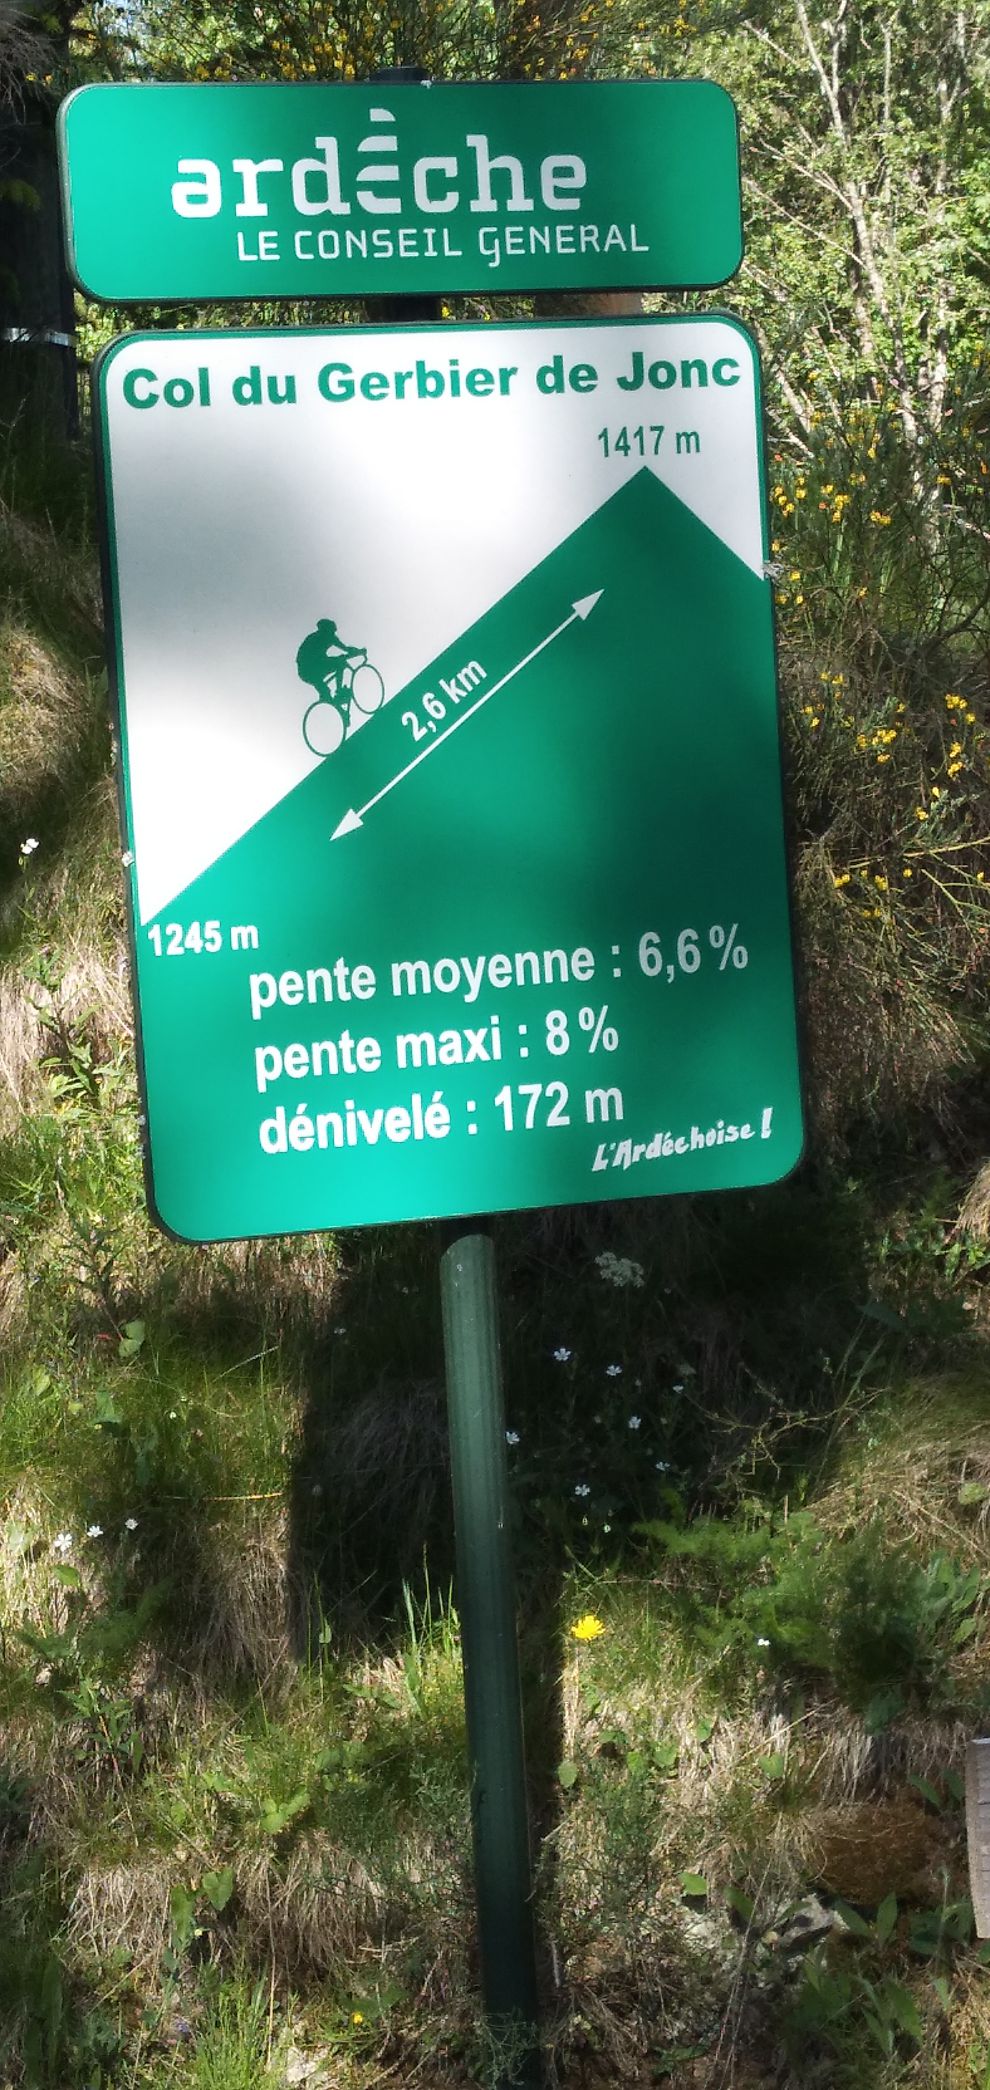 ardèche
LE CONSEIL GENERAL
Col du Gerbier de Jonc
1417 m
2,6 km
1245 m
pente moyenne : 6,6 %
pente maxi : 8 %
dénivelé : 172 m
L'Ardéchoise !